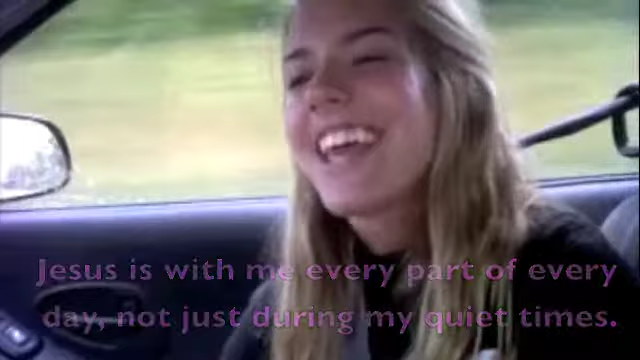 Jesus is with me every part of every
day, not just during my quiet times.